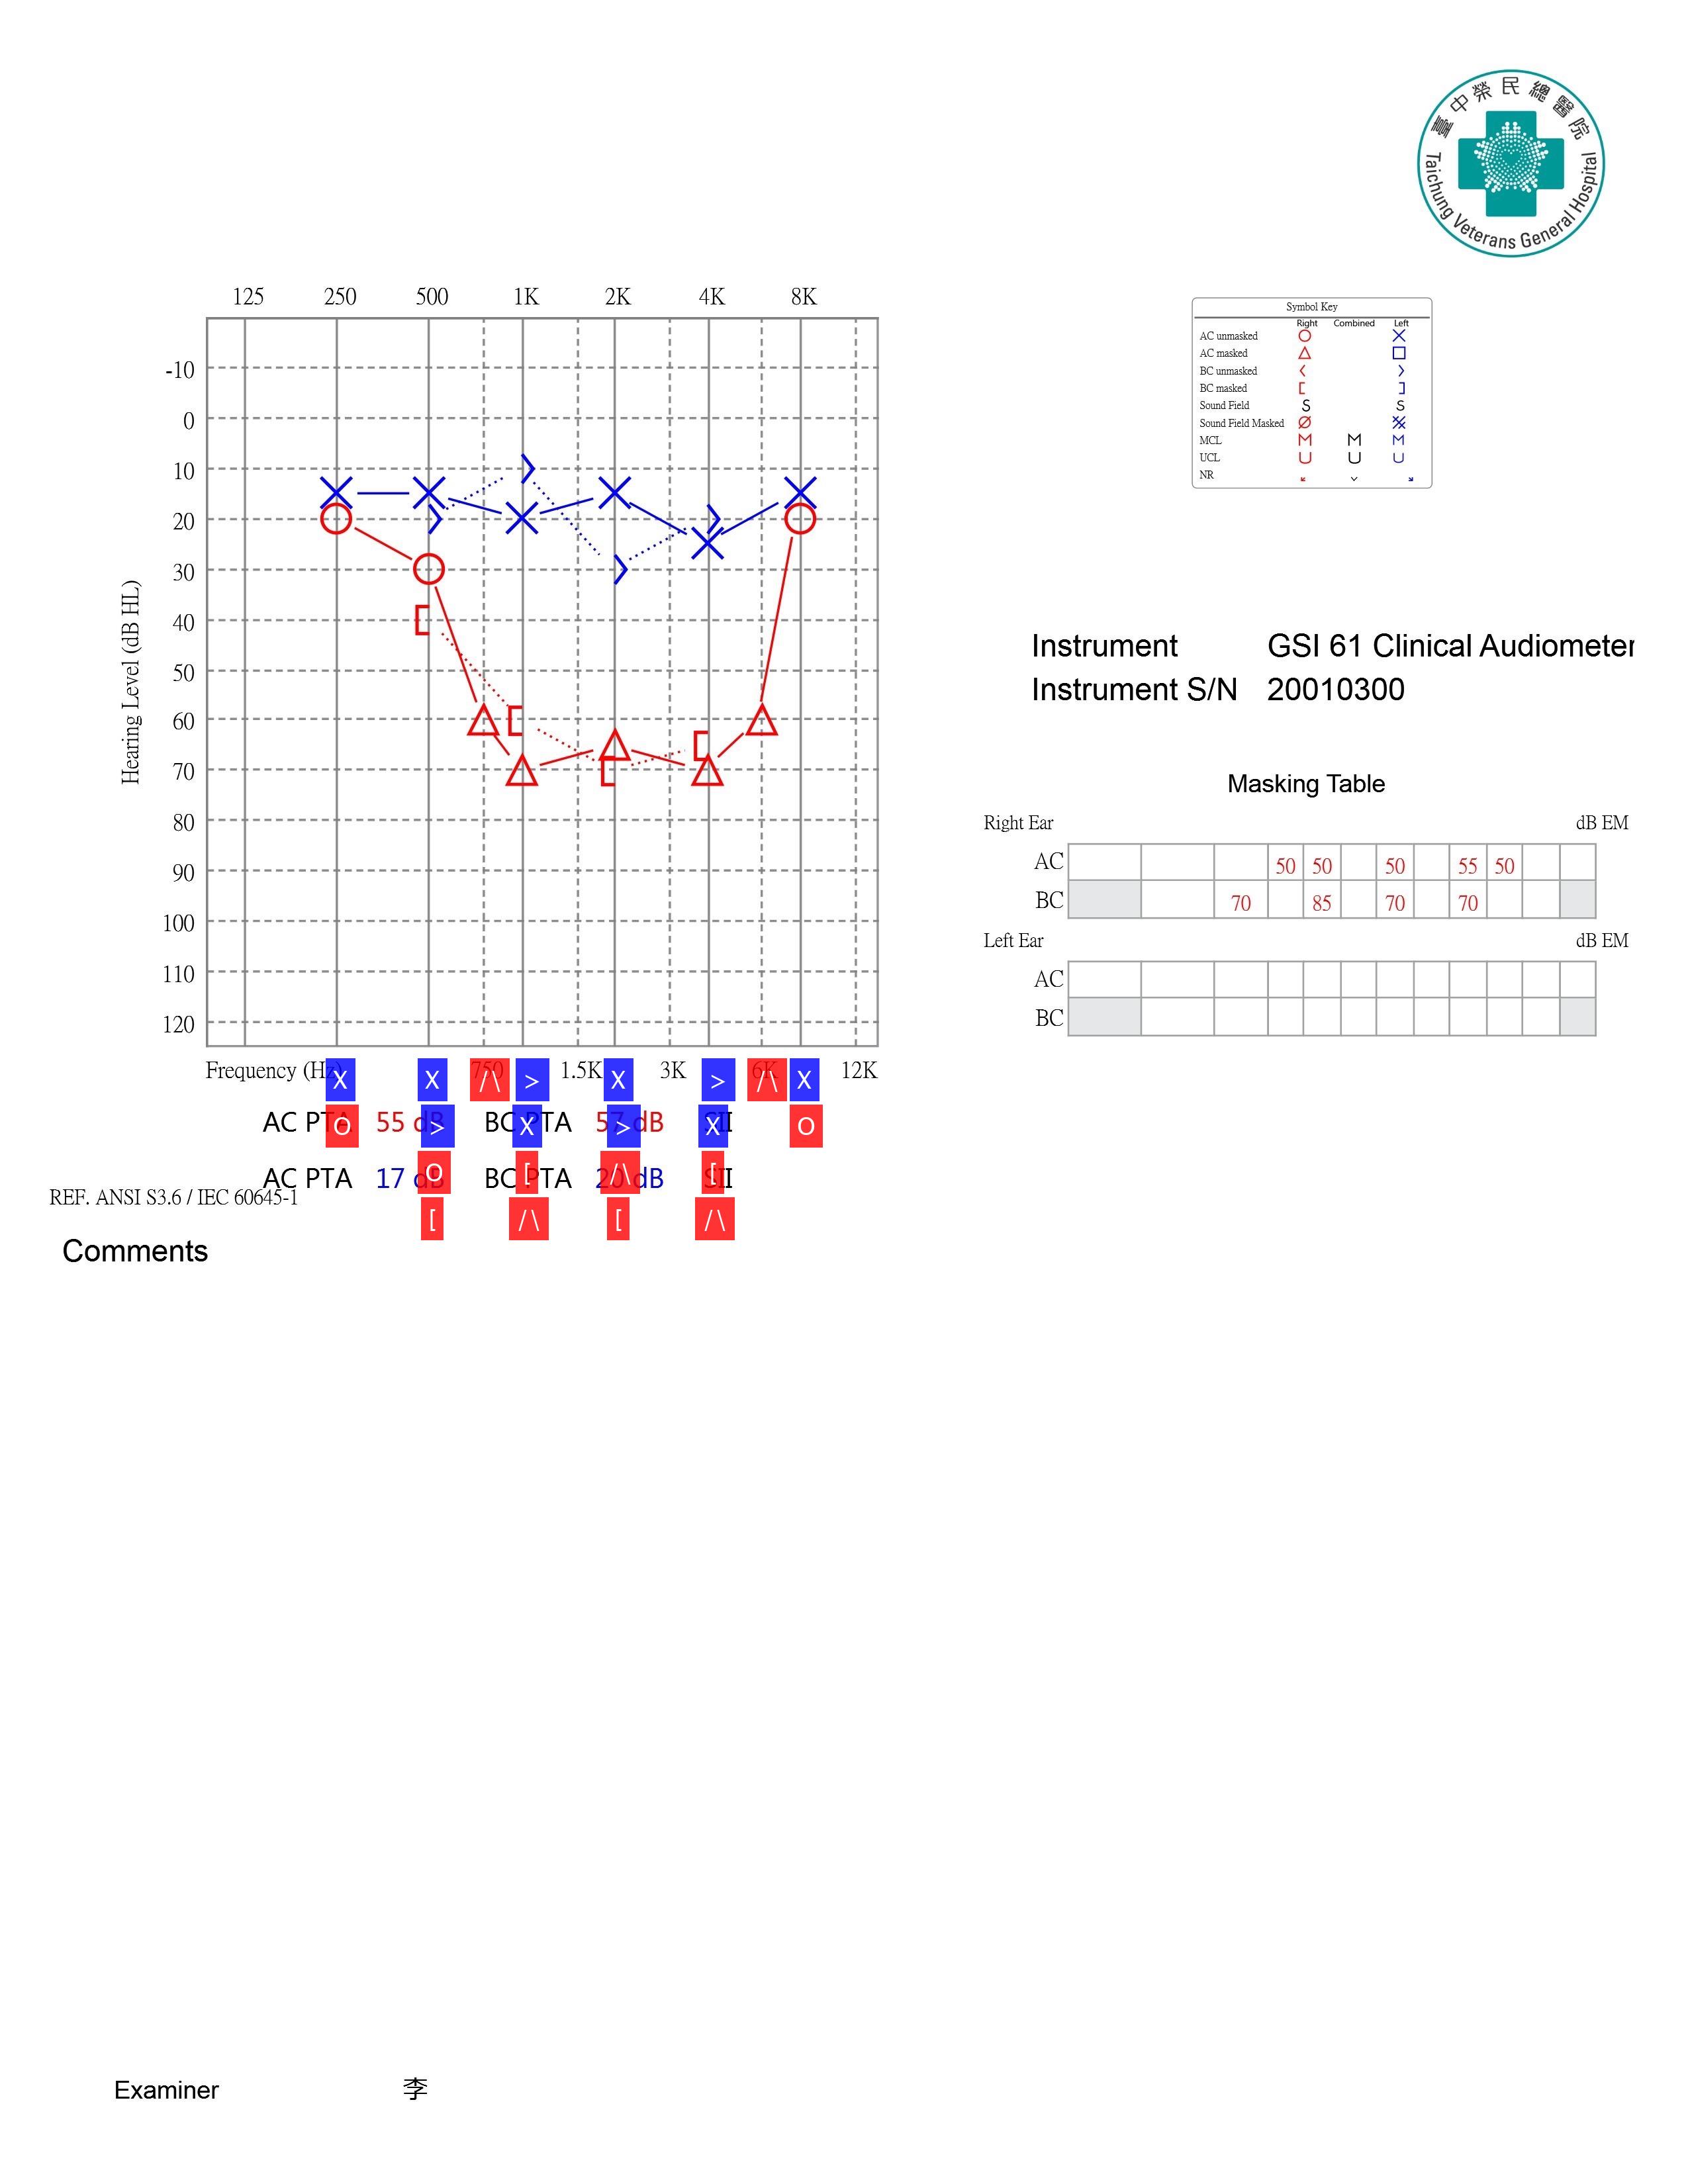 臺中榮民總醫院
Taichung Veterans General Hospital
125 250 500 1K 2K 4K 8K
Symbol Key
Right Combined Left
AC unmasked
AC masked
BC unmasked
BC masked
Sound Field S S
Sound Field Masked
MCL M M M
UCL U U U
NR
-10
0
10
20
30
40
50
60
70
80
90
100
110
120
Hearing Level (dB HL)
Instrument GSI 61 Clinical Audiometer
Instrument S/N 20010300
Masking Table
Right Ear dB EM
AC 50 50 50 55 50
BC 70 85 70 70
Left Ear dB EM
AC
BC
Frequency (Hz) 750 1.5K 3K 6K 12K
X X /\ > X > /\ X
AC PTA 55 dB BC PTA 57 dB SII
O > X > X O
AC PTA 17 dB BC PTA 20 dB SII
O [ /\ [
REF. ANSI S3.6 / IEC 60645-1
[ /\ [ /\
Comments
Examiner 李